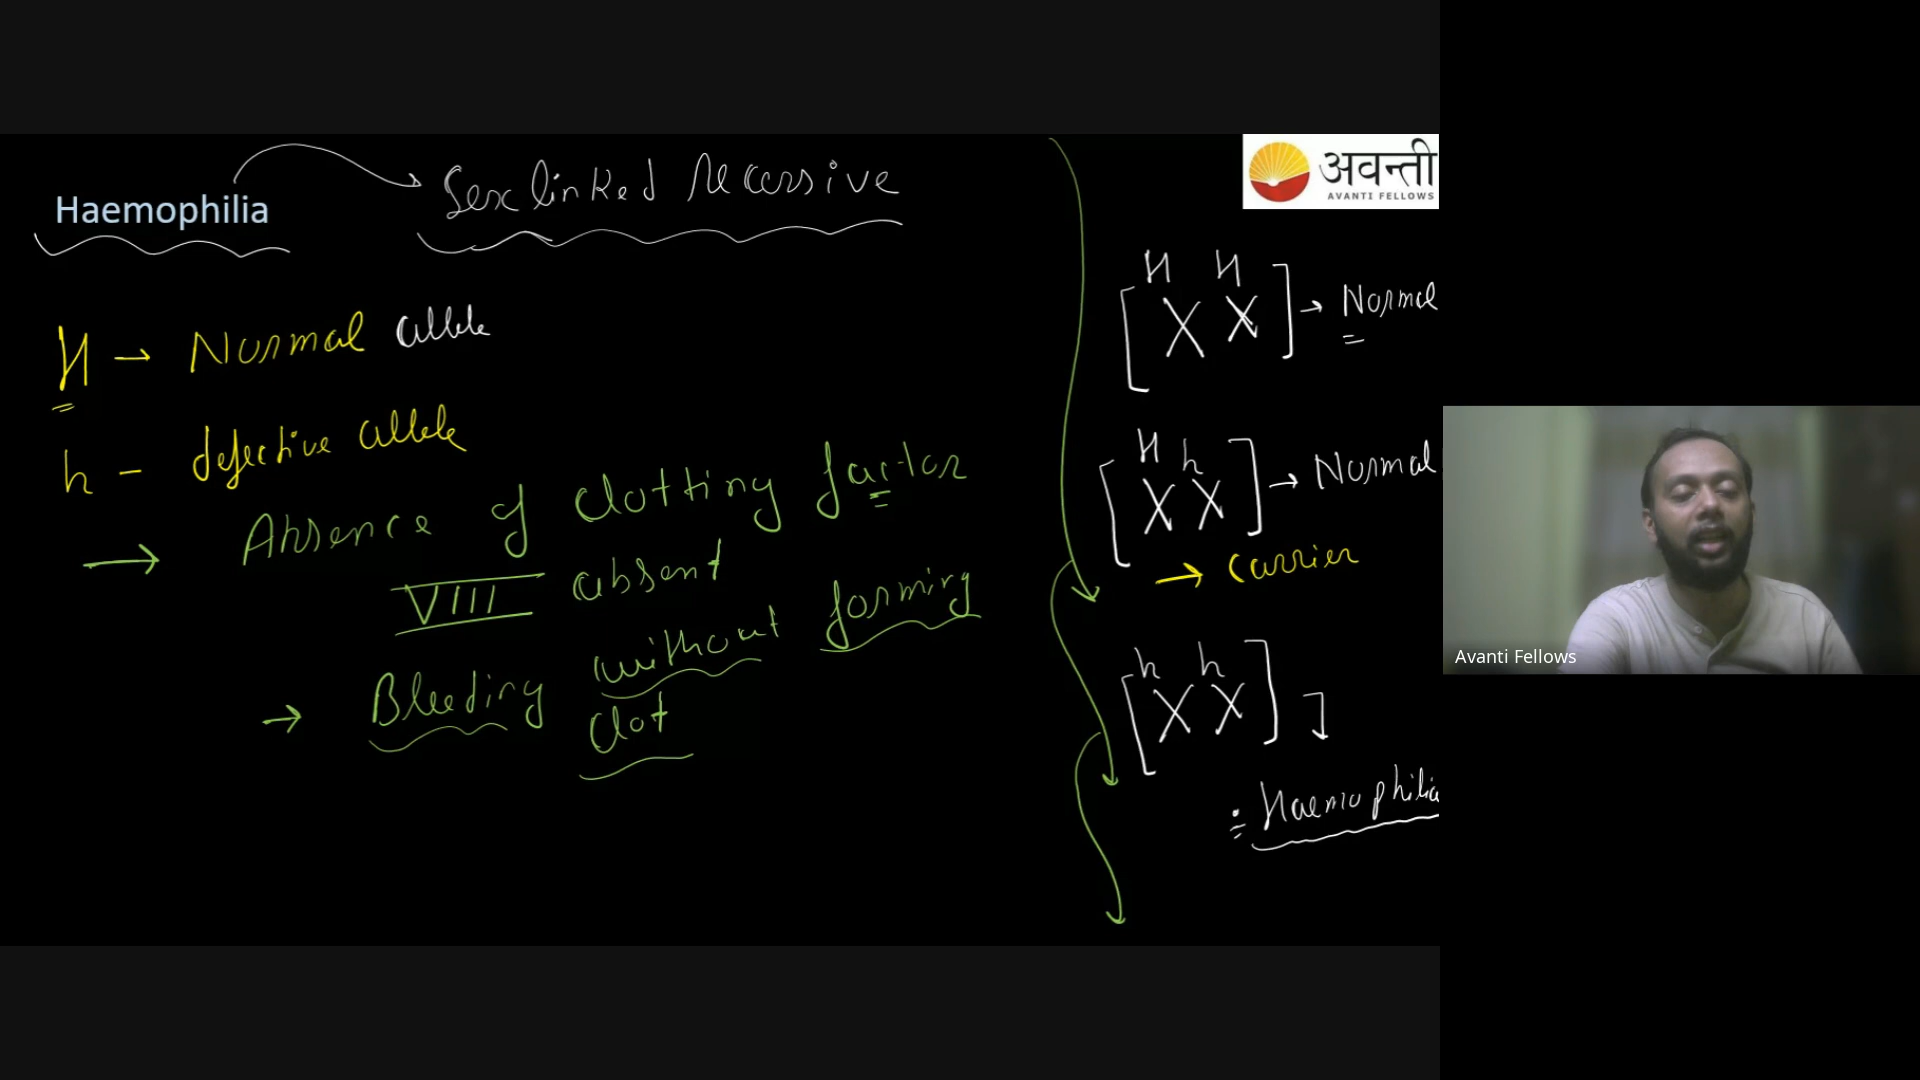 Haemophilia → Sex linked recessive
H → Normal allele
h - defective allele
→ Absence of clotting factor
VIII absent
→ Bleeding without forming
clot
अवन्ती
AVANTI FELLOWS
H H
[X X] → Normal
H h
[X X] → Normal
→ Carrier
h h
[X X]
: Haemophilia
Avanti Fellows